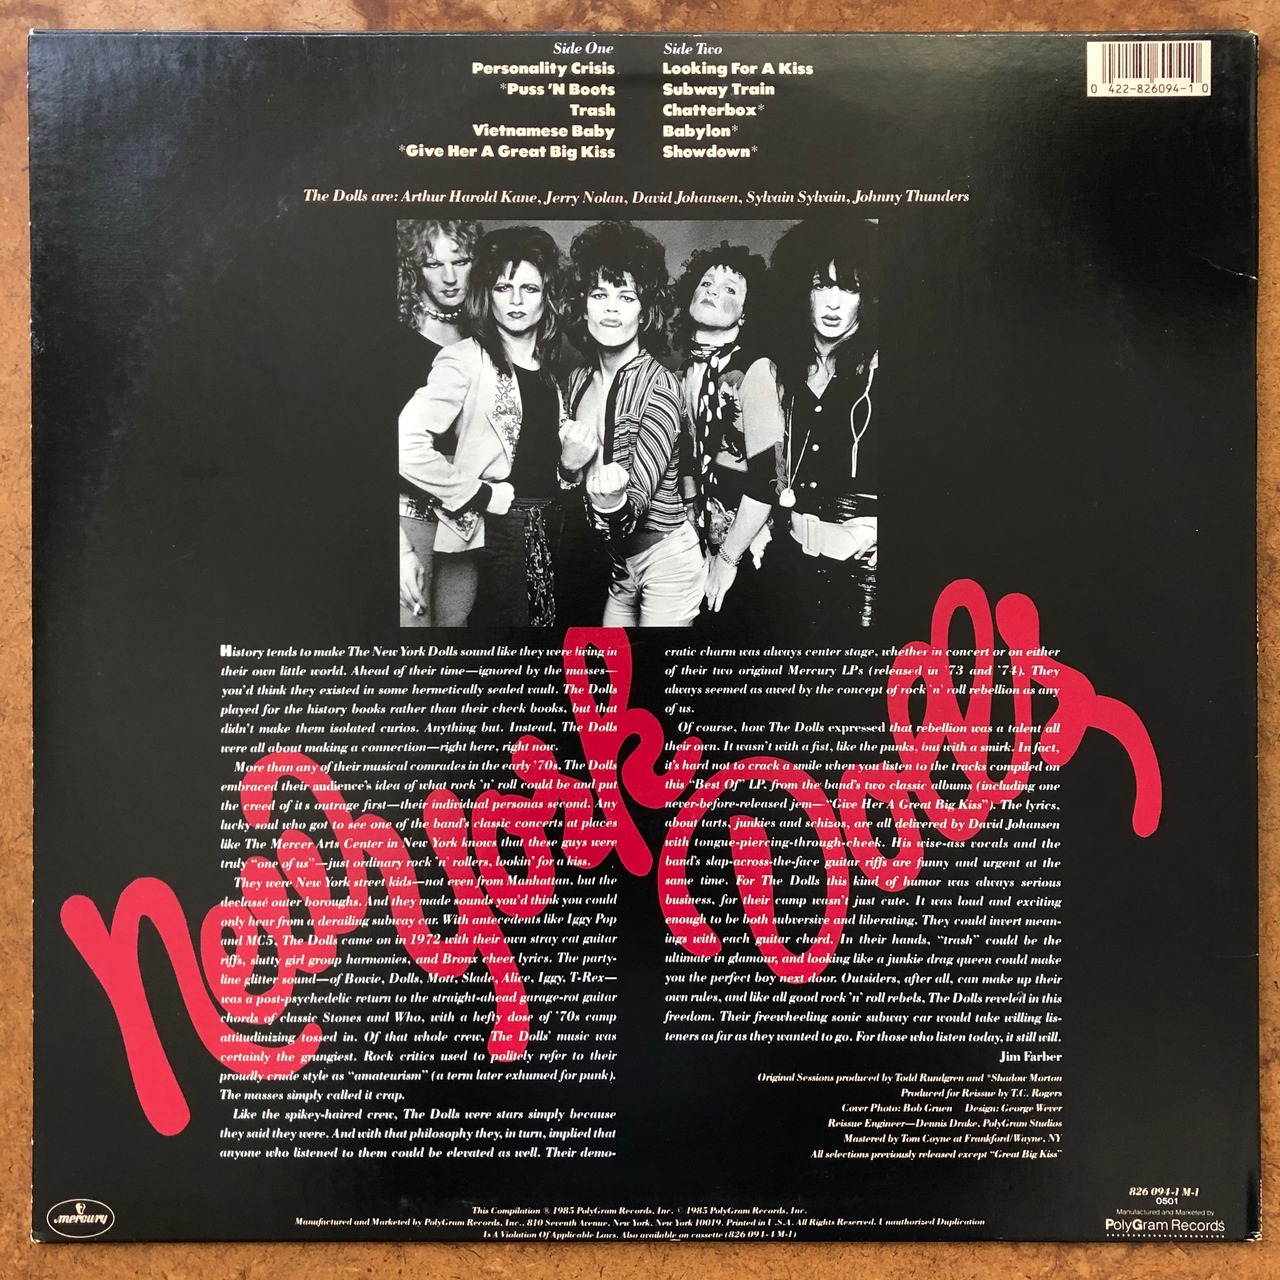 Side One
Personality Crisis
*Puss 'N Boots
Trash
Vietnamese Baby
*Give Her A Great Big Kiss
Side Two
Looking For A Kiss
Subway Train
Chatterbox*
Babylon*
Showdown*
0 422-826094-1 0
The Dolls are: Arthur Harold Kane, Jerry Nolan, David Johansen, Sylvain Sylvain, Johnny Thunders
New York Dolls
History tends to make The New York Dolls sound like they were living in
their own little world. Ahead of their time—ignored by the masses—
you'd think they existed in some hermetically sealed vault. The Dolls
played for the history books rather than their check books, but that
didn't make them isolated curios. Anything but. Instead, The Dolls
were all about making a connection—right here, right now.
More than any of their musical comrades in the early '70s, The Dolls
embraced their audience's idea of what rock 'n' roll could be and put
the creed of its outrage first—their individual personas second. Any
lucky soul who got to see one of the band's classic concerts at places
like The Mercer Arts Center in New York knows that these guys were
truly "one of us"—just ordinary rock 'n' rollers, lookin' for a kiss.
They were New York street kids—not even from Manhattan, but the
declassé outer boroughs. And they made sounds you'd think you could
only hear from a derailing subway car. With antecedents like Iggy Pop
and MC5, The Dolls came on in 1972 with their own stray cat guitar
riffs, slutty girl group harmonies, and Bronx cheer lyrics. The party-
line glitter sound—of Bowie, Dolls, Mott, Slade, Alice, Iggy, T-Rex—
was a post-psychedelic return to the straight-ahead garage-rot guitar
chords of classic Stones and Who, with a hefty dose of '70s camp
attitudinizing tossed in. Of that whole crew, The Dolls' music was
certainly the grungiest. Rock critics used to politely refer to their
proudly crude style as "amateurism" (a term later exhumed for punk).
The masses simply called it crap.
Like the spikey-haired crew, The Dolls were stars simply because
they said they were. And with that philosophy they, in turn, implied that
anyone who listened to them could be elevated as well. Their demo-
cratic charm was always center stage, whether in concert or on either
of their two original Mercury LPs (released in '73 and '74). They
always seemed as awed by the concept of rock 'n' roll rebellion as any
of us.
Of course, how The Dolls expressed that rebellion was a talent all
their own. It wasn't with a fist, like the punks, but with a smirk. In fact,
it's hard not to crack a smile when you listen to the tracks compiled on
this "Best Of" LP, from the band's two classic albums (including one
never-before-released jem—"Give Her A Great Big Kiss"). The lyrics,
about tarts, junkies and schizos, are all delivered by David Johansen
with tongue-piercing-through-cheek. His wise-ass vocals and the
band's slap-across-the-face guitar riffs are funny and urgent at the
same time. For The Dolls this kind of humor was always serious
business, for their camp wasn't just cute. It was loud and exciting
enough to be both subversive and liberating. They could invert mean-
ings with each guitar chord. In their hands, "trash" could be the
ultimate in glamour, and looking like a junkie drag queen could make
you the perfect boy next door. Outsiders, after all, can make up their
own rules, and like all good rock 'n' roll rebels, The Dolls reveled in this
freedom. Their freewheeling sonic subway car would take willing lis-
teners as far as they wanted to go. For those who listen today, it still will.
Jim Farber
Original Sessions produced by Todd Rundgren and *Shadow Morton
Produced for Reissue by T.C. Rogers
Cover Photo: Bob Gruen Design: George Wever
Reissue Engineer—Dennis Drake, PolyGram Studios
Mastered by Tom Coyne at Frankford/Wayne, NY
All selections previously released except "Great Big Kiss"
mercury
This Compilation ℗ 1985 PolyGram Records, Inc. © 1985 PolyGram Records, Inc.
Manufactured and Marketed by PolyGram Records, Inc., 810 Seventh Avenue, New York, New York 10019. Printed in U.S.A. All Rights Reserved. Unauthorized Duplication
Is A Violation Of Applicable Laws. Also available on cassette (826 094-4 M-1)
826 094-1 M-1
0501
Manufactured and Marketed by
PolyGram Records